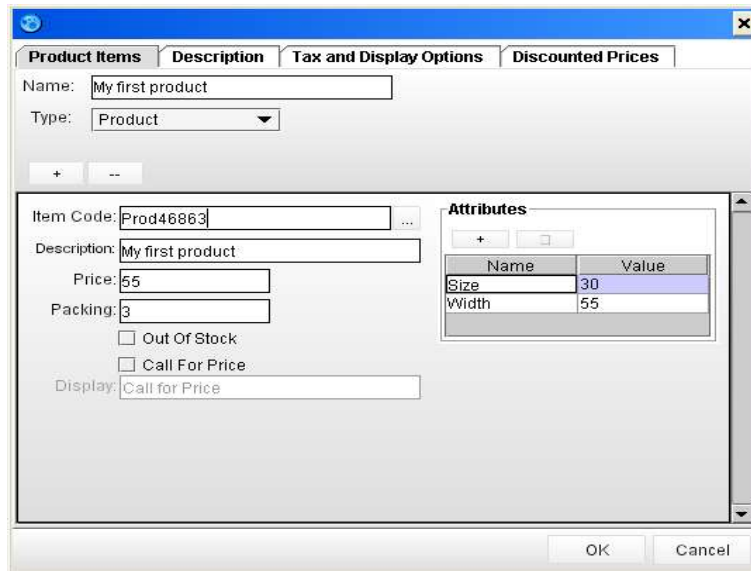 Product Items Description Tax and Display Options Discounted Prices
Name: My first product
Type: Product
+ --
Item Code: Prod46863 ...
Attributes
+
Description: My first product
Name Value
Price: 55
Size 30
Width 55
Packing: 3
Out Of Stock
Call For Price
Display: Call for Price
OK Cancel